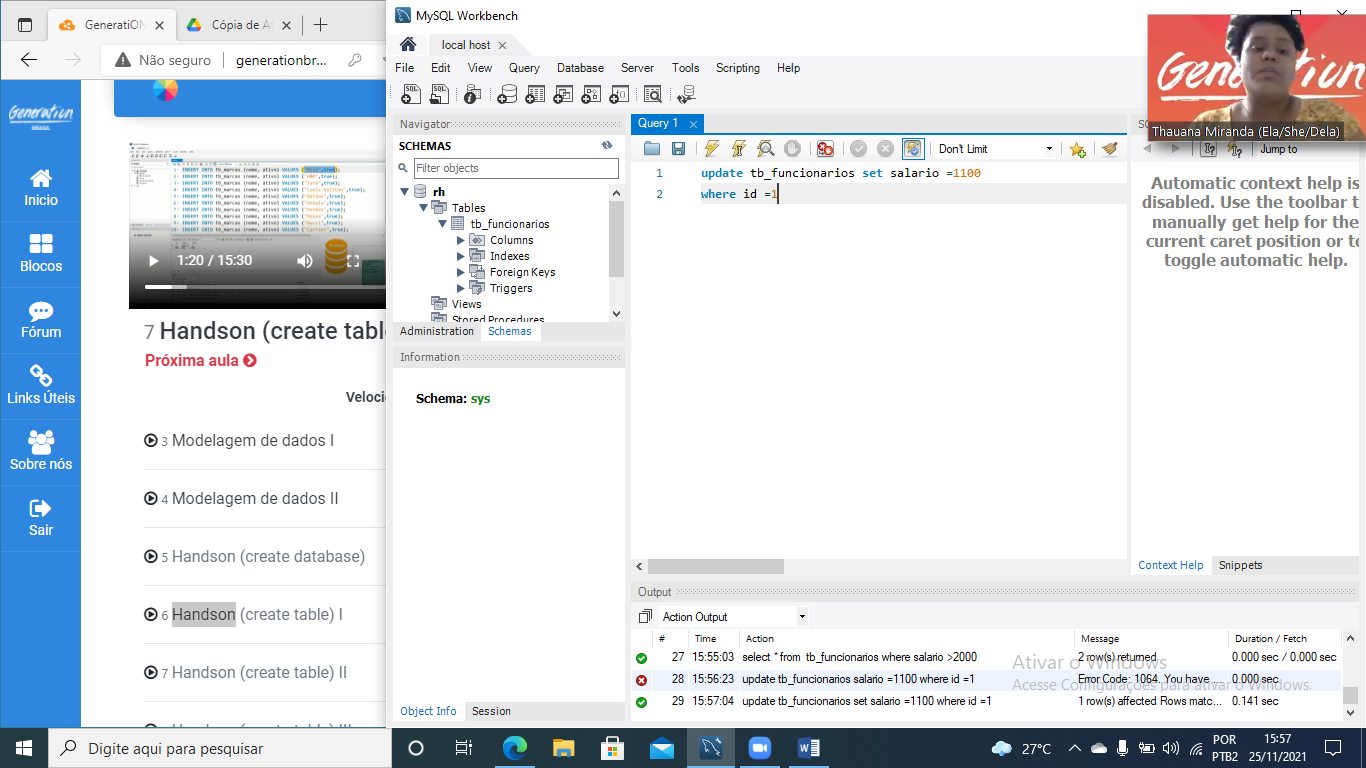 GeneratiON
Cópia de A
Não seguro
generationbr...
Generation
BRASIL
Inicio
Blocos
Fórum
Links Úteis
Sobre nós
Sair
1:20 / 15:30
7 Handson (create tabl
Próxima aula
Veloci
3 Modelagem de dados I
4 Modelagem de dados II
5 Handson (create database)
6 Handson (create table) I
7 Handson (create table) II
MySQL Workbench
local host
File Edit View Query Database Server Tools Scripting Help
Navigator
SCHEMAS
Filter objects
rh
Tables
tb_funcionarios
Columns
Indexes
Foreign Keys
Triggers
Views
Stored Procedures
Administration Schemas
Information
Schema: sys
Object Info Session
Query 1
Don't Limit
1 update tb_funcionarios set salario =1100
2 where id =1
Generation
Thauana Miranda (Ela/She/Dela)
Jump to
Automatic context help is
disabled. Use the toolbar t
manually get help for the
current caret position or to
toggle automatic help.
Context Help Snippets
Output
Action Output
# Time Action Message Duration / Fetch
27 15:55:03 select * from tb_funcionarios where salario >2000 2 row(s) returned 0.000 sec / 0.000 sec
28 15:56:23 update tb_funcionarios salario =1100 where id =1 Error Code: 1064. You have 0.000 sec
29 15:57:04 update tb_funcionarios set salario =1100 where id =1 1 row(s) affected Rows matc... 0.141 sec
Ativar o Windows
Acesse Configurações para ativar o Windows.
Digite aqui para pesquisar
27°C
POR
PTB2
15:57
25/11/2021